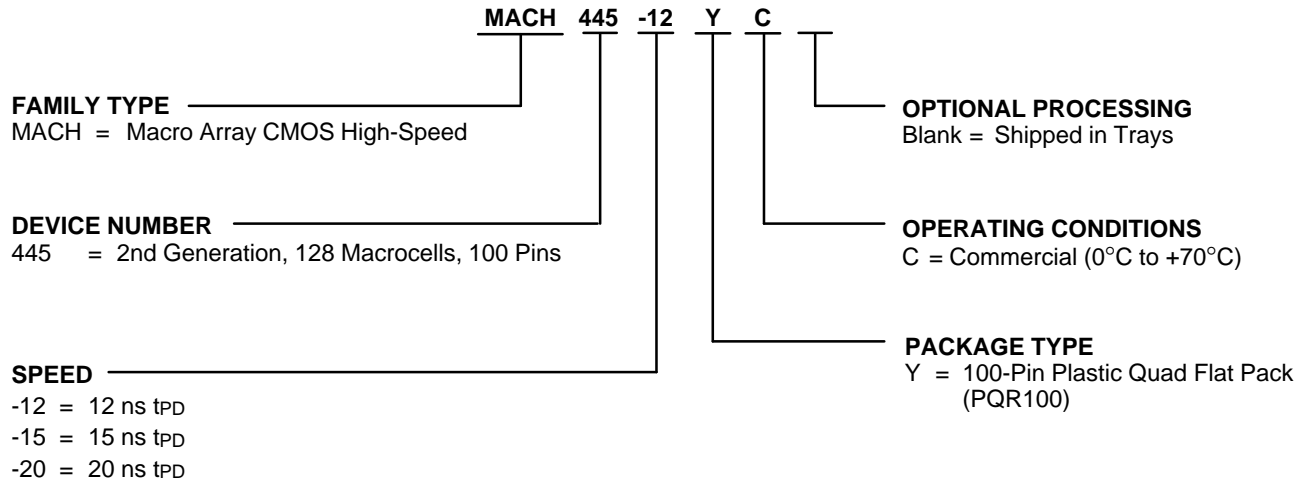 MACH 445 -12 Y C
FAMILY TYPE
MACH = Macro Array CMOS High-Speed
DEVICE NUMBER
445 = 2nd Generation, 128 Macrocells, 100 Pins
SPEED
-12 = 12 ns tPD
-15 = 15 ns tPD
-20 = 20 ns tPD
OPTIONAL PROCESSING
Blank = Shipped in Trays
OPERATING CONDITIONS
C = Commercial (0°C to +70°C)
PACKAGE TYPE
Y = 100-Pin Plastic Quad Flat Pack
(PQR100)